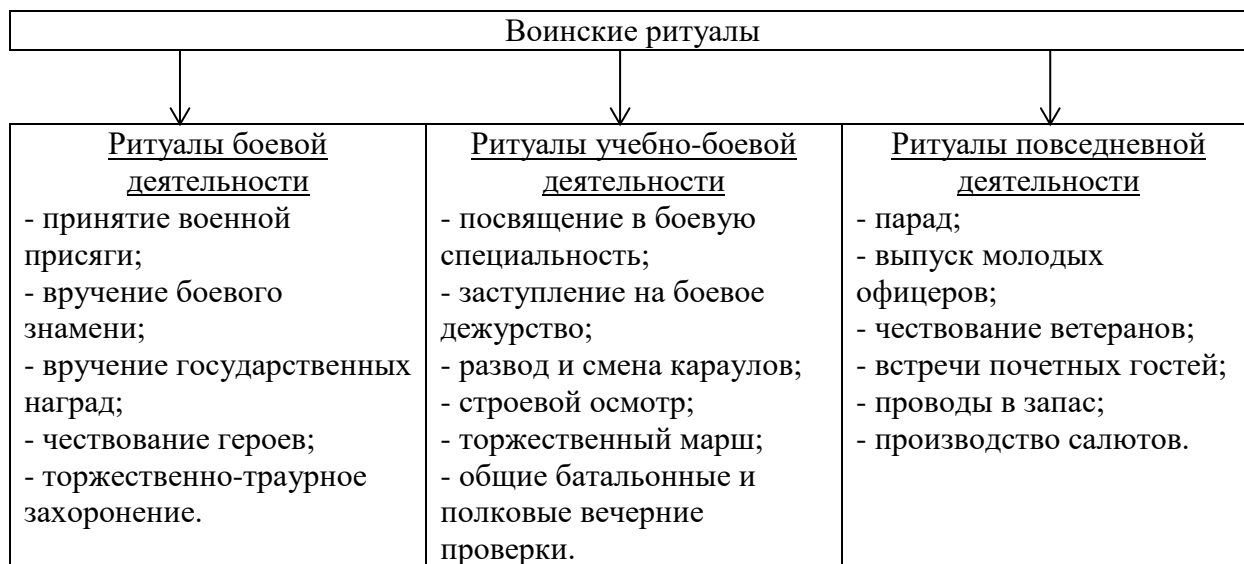 Воинские ритуалы
Ритуалы боевой
деятельности
- принятие военной
присяги;
- вручение боевого
знамени;
- вручение государственных
наград;
- чествование героев;
- торжественно-траурное
захоронение.
Ритуалы учебно-боевой
деятельности
- посвящение в боевую
специальность;
- заступление на боевое
дежурство;
- развод и смена караулов;
- строевой осмотр;
- торжественный марш;
- общие батальонные и
полковые вечерние
проверки.
Ритуалы повседневной
деятельности
- парад;
- выпуск молодых
офицеров;
- чествование ветеранов;
- встречи почетных гостей;
- проводы в запас;
- производство салютов.